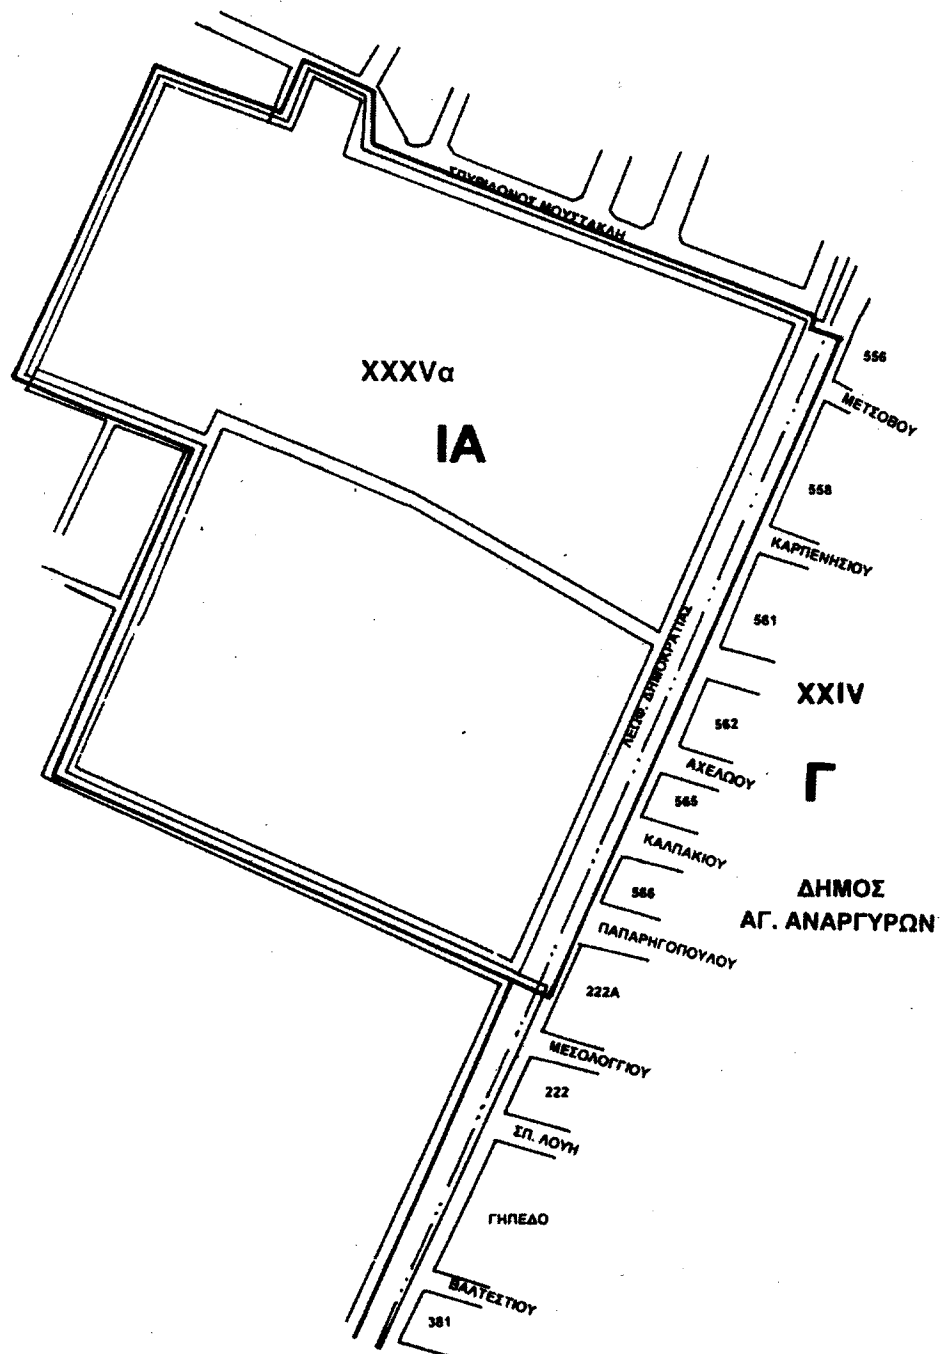 ΣΠΥΡΙΔΩΝΟΣ ΜΟΥΣΤΑΚΛΗ
556
XXXVα
ΜΕΤΣΟΒΟΥ
ΙΑ
558
ΚΑΡΠΕΝΗΣΙΟΥ
561
ΛΕΩΦ. ΔΗΜΟΚΡΑΤΙΑΣ
XXIV
562
ΑΧΕΛΩΟΥ
Γ
565
ΚΑΛΠΑΚΙΟΥ
566
ΔΗΜΟΣ
ΑΓ. ΑΝΑΡΓΥΡΩΝ
ΠΑΠΑΡΗΓΟΠΟΥΛΟΥ
222Α
ΜΕΣΟΛΟΓΓΙΟΥ
222
ΣΠ. ΛΟΥΗ
ΓΗΠΕΔΟ
ΒΑΛΤΕΣΤΙΟΥ
381